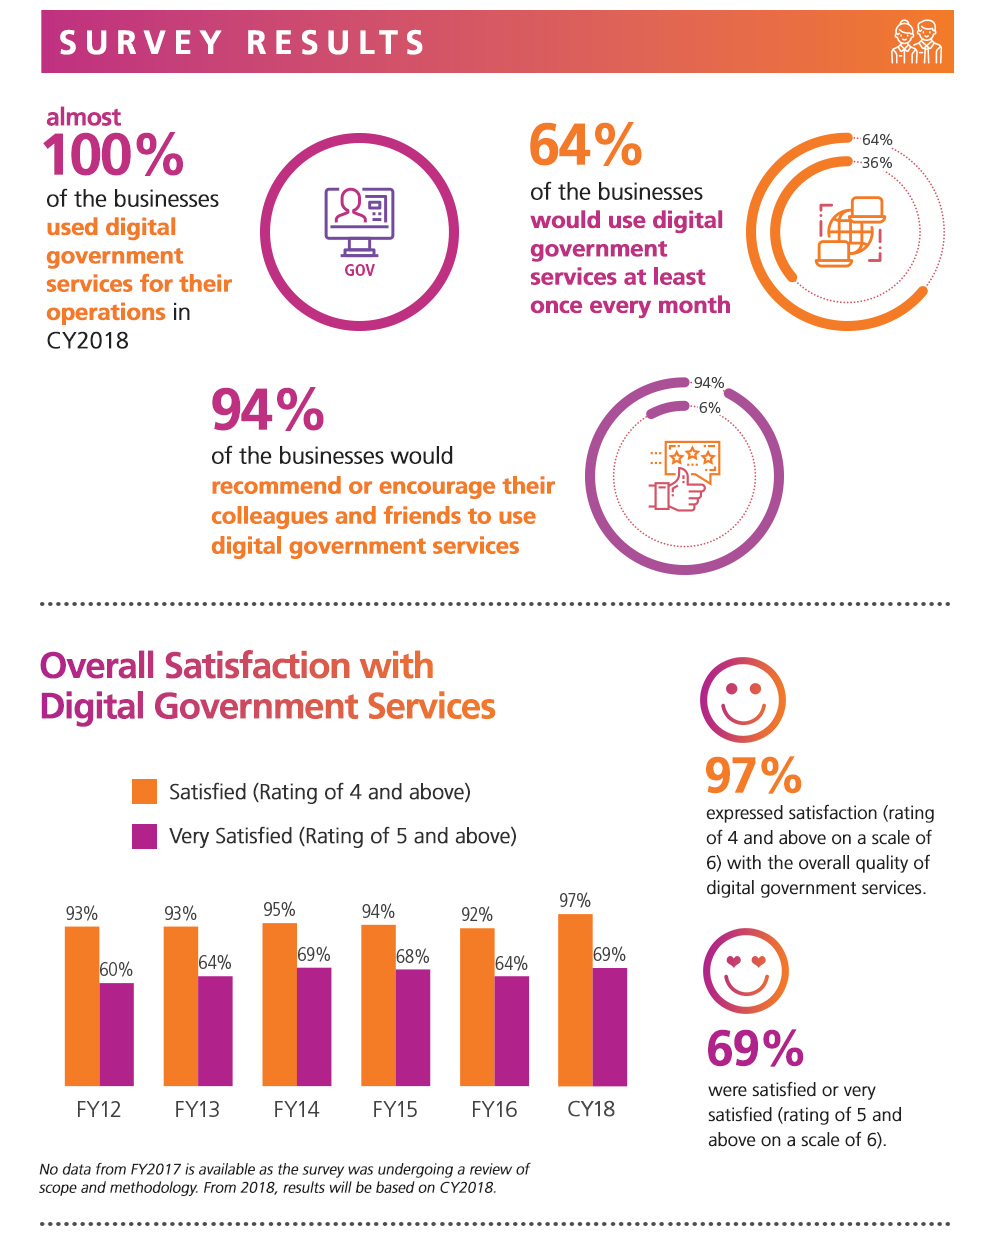 SURVEY RESULTS
almost
100%
of the businesses
used digital
government
services for their
operations in
CY2018
GOV
64%
of the businesses
would use digital
government
services at least
once every month
64%
36%
94%
of the businesses would
recommend or encourage their
colleagues and friends to use
digital government services
94%
6%
Overall Satisfaction with
Digital Government Services
Satisfied (Rating of 4 and above)
Very Satisfied (Rating of 5 and above)
93%
60%
93%
64%
95%
69%
94%
68%
92%
64%
97%
69%
FY12
FY13
FY14
FY15
FY16
CY18
97%
expressed satisfaction (rating
of 4 and above on a scale of
6) with the overall quality of
digital government services.
69%
were satisfied or very
satisfied (rating of 5 and
above on a scale of 6).
No data from FY2017 is available as the survey was undergoing a review of
scope and methodology. From 2018, results will be based on CY2018.